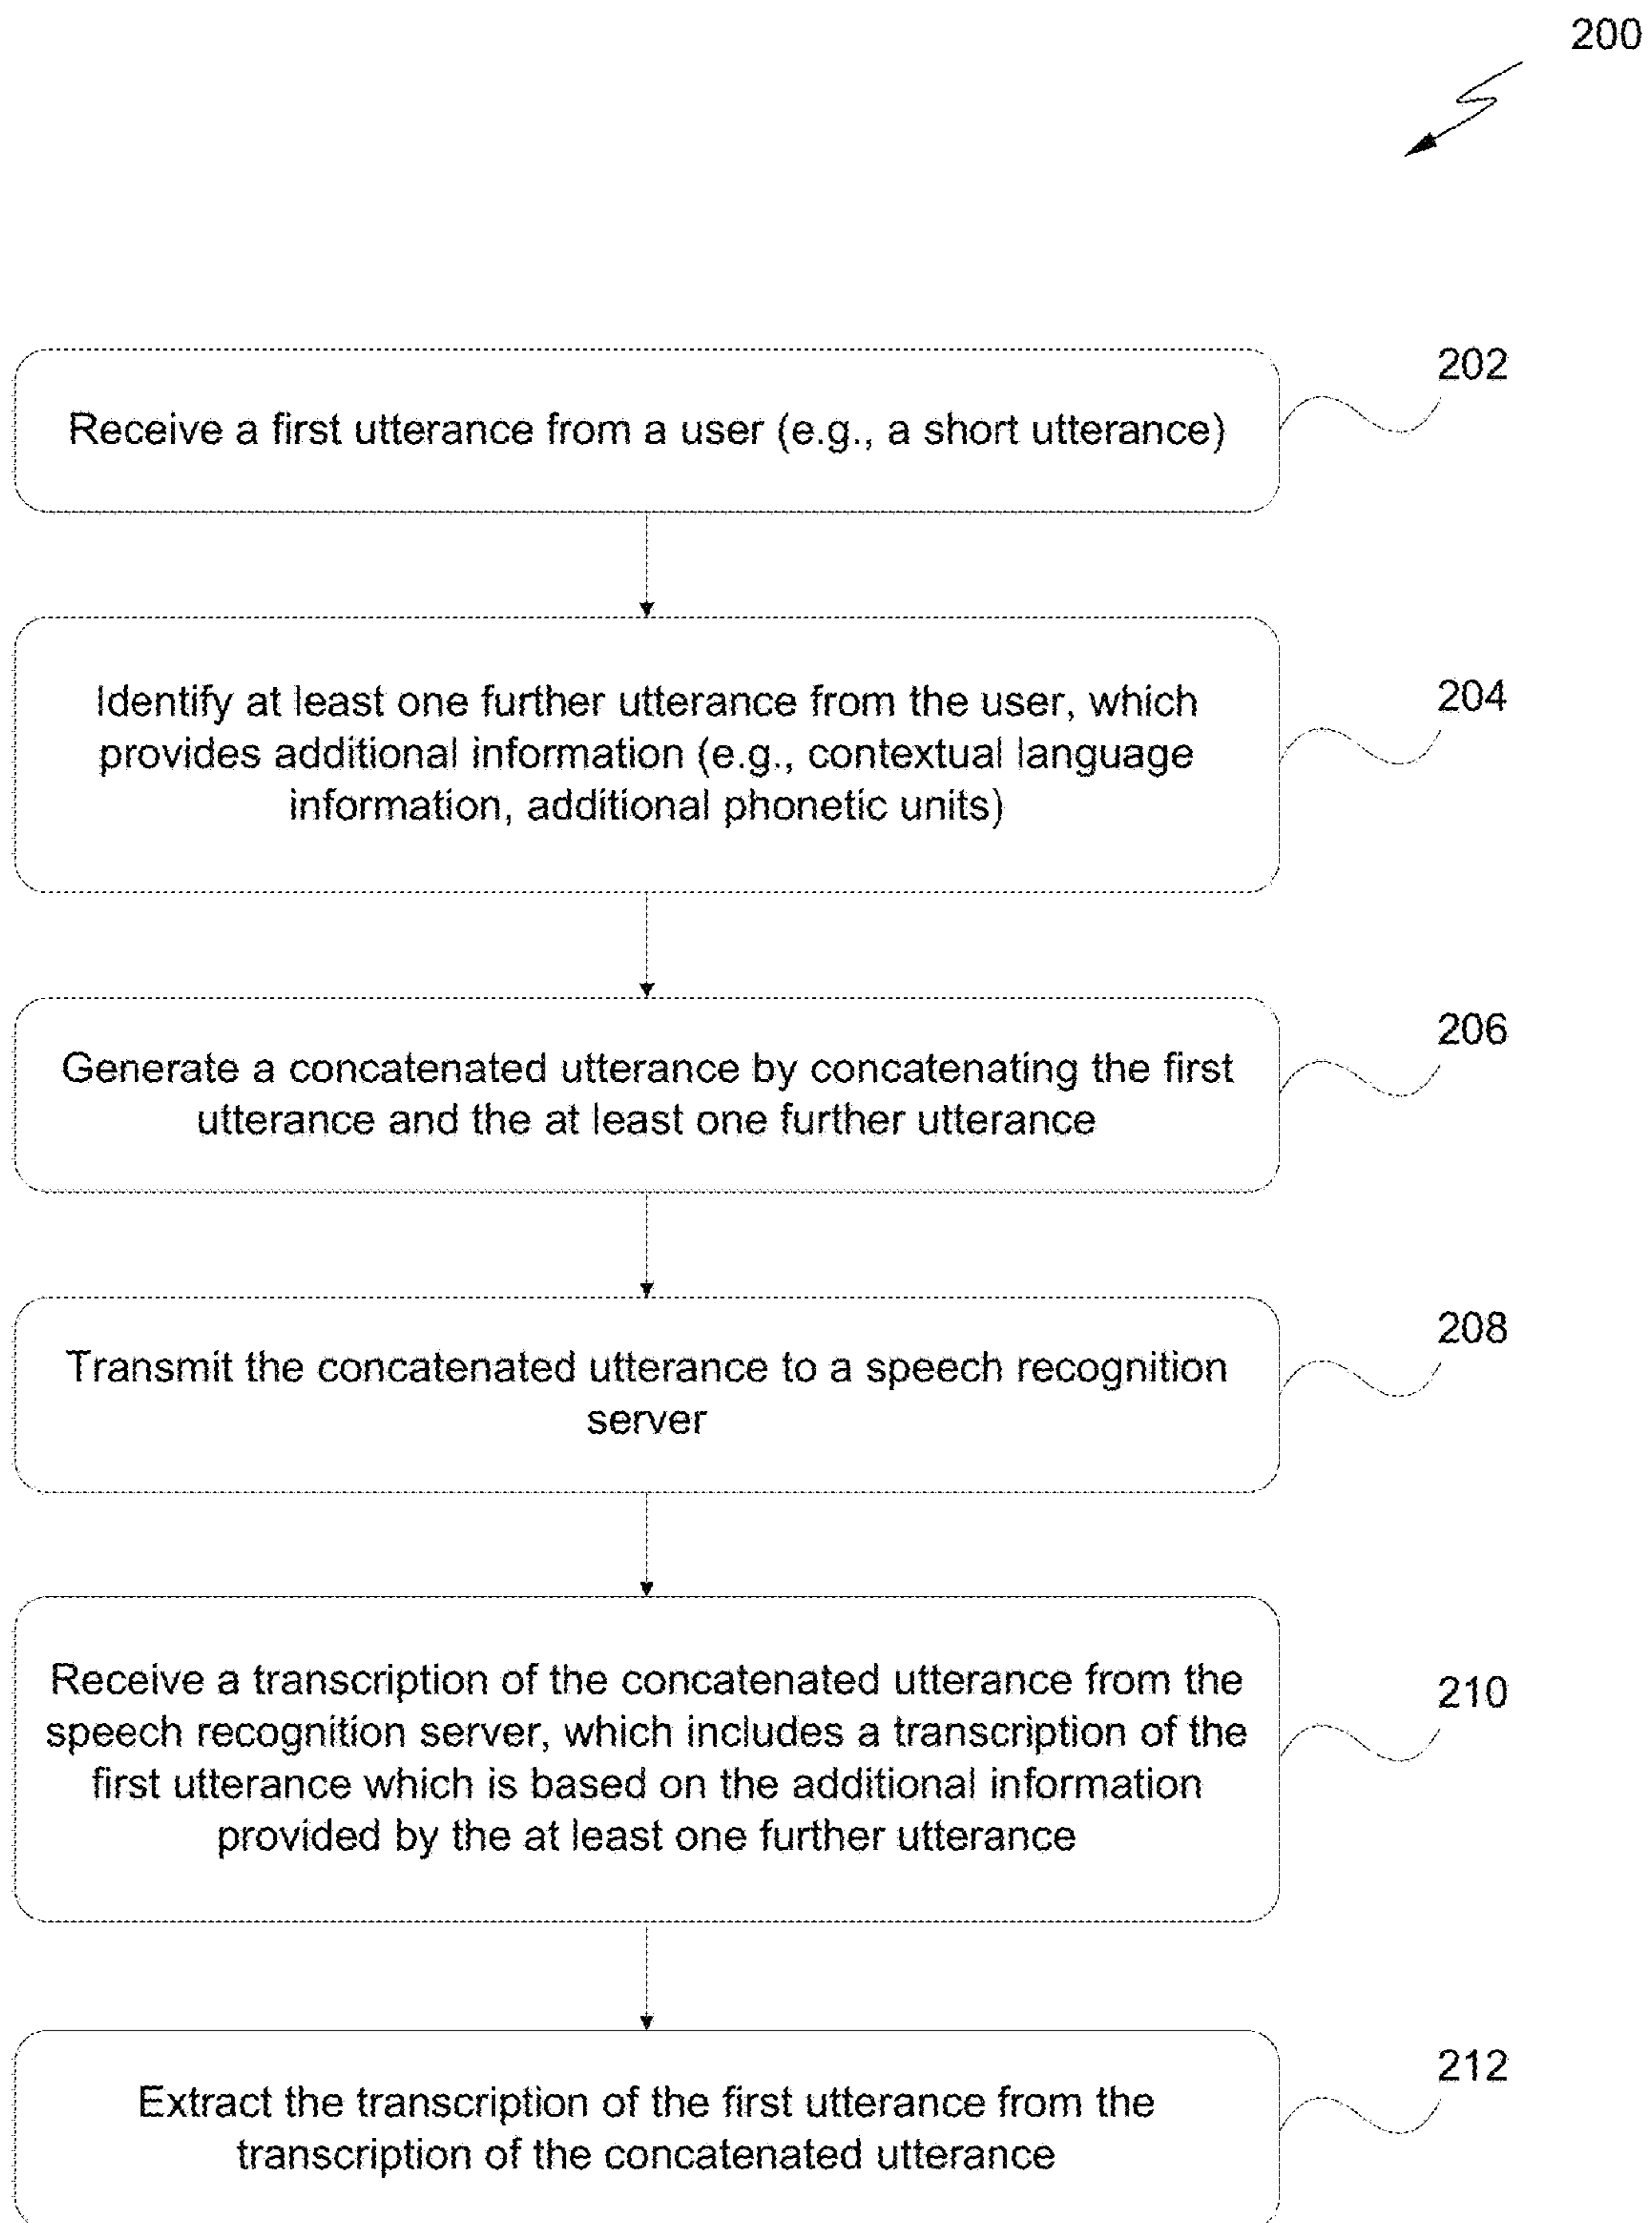 200
Receive a first utterance from a user (e.g., a short utterance)
202
Identify at least one further utterance from the user, which
provides additional information (e.g., contextual language
information, additional phonetic units)
204
Generate a concatenated utterance by concatenating the first
utterance and the at least one further utterance
206
Transmit the concatenated utterance to a speech recognition
server
208
Receive a transcription of the concatenated utterance from the
speech recognition server, which includes a transcription of the
first utterance which is based on the additional information
provided by the at least one further utterance
210
Extract the transcription of the first utterance from the
transcription of the concatenated utterance
212